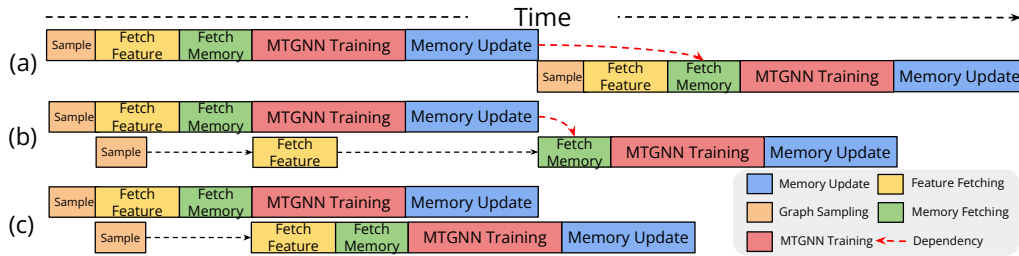 Time
(a)
Sample
Fetch
Feature
Fetch
Memory
MTGNN Training
Memory Update
Sample
Fetch
Feature
Fetch
Memory
MTGNN Training
Memory Update
(b)
Sample
Fetch
Feature
Fetch
Memory
MTGNN Training
Memory Update
Sample
Fetch
Feature
Fetch
Memory
MTGNN Training
Memory Update
(c)
Sample
Fetch
Feature
Fetch
Memory
MTGNN Training
Memory Update
Sample
Fetch
Feature
Fetch
Memory
MTGNN Training
Memory Update
Memory Update
Feature Fetching
Graph Sampling
Memory Fetching
MTGNN Training
Dependency